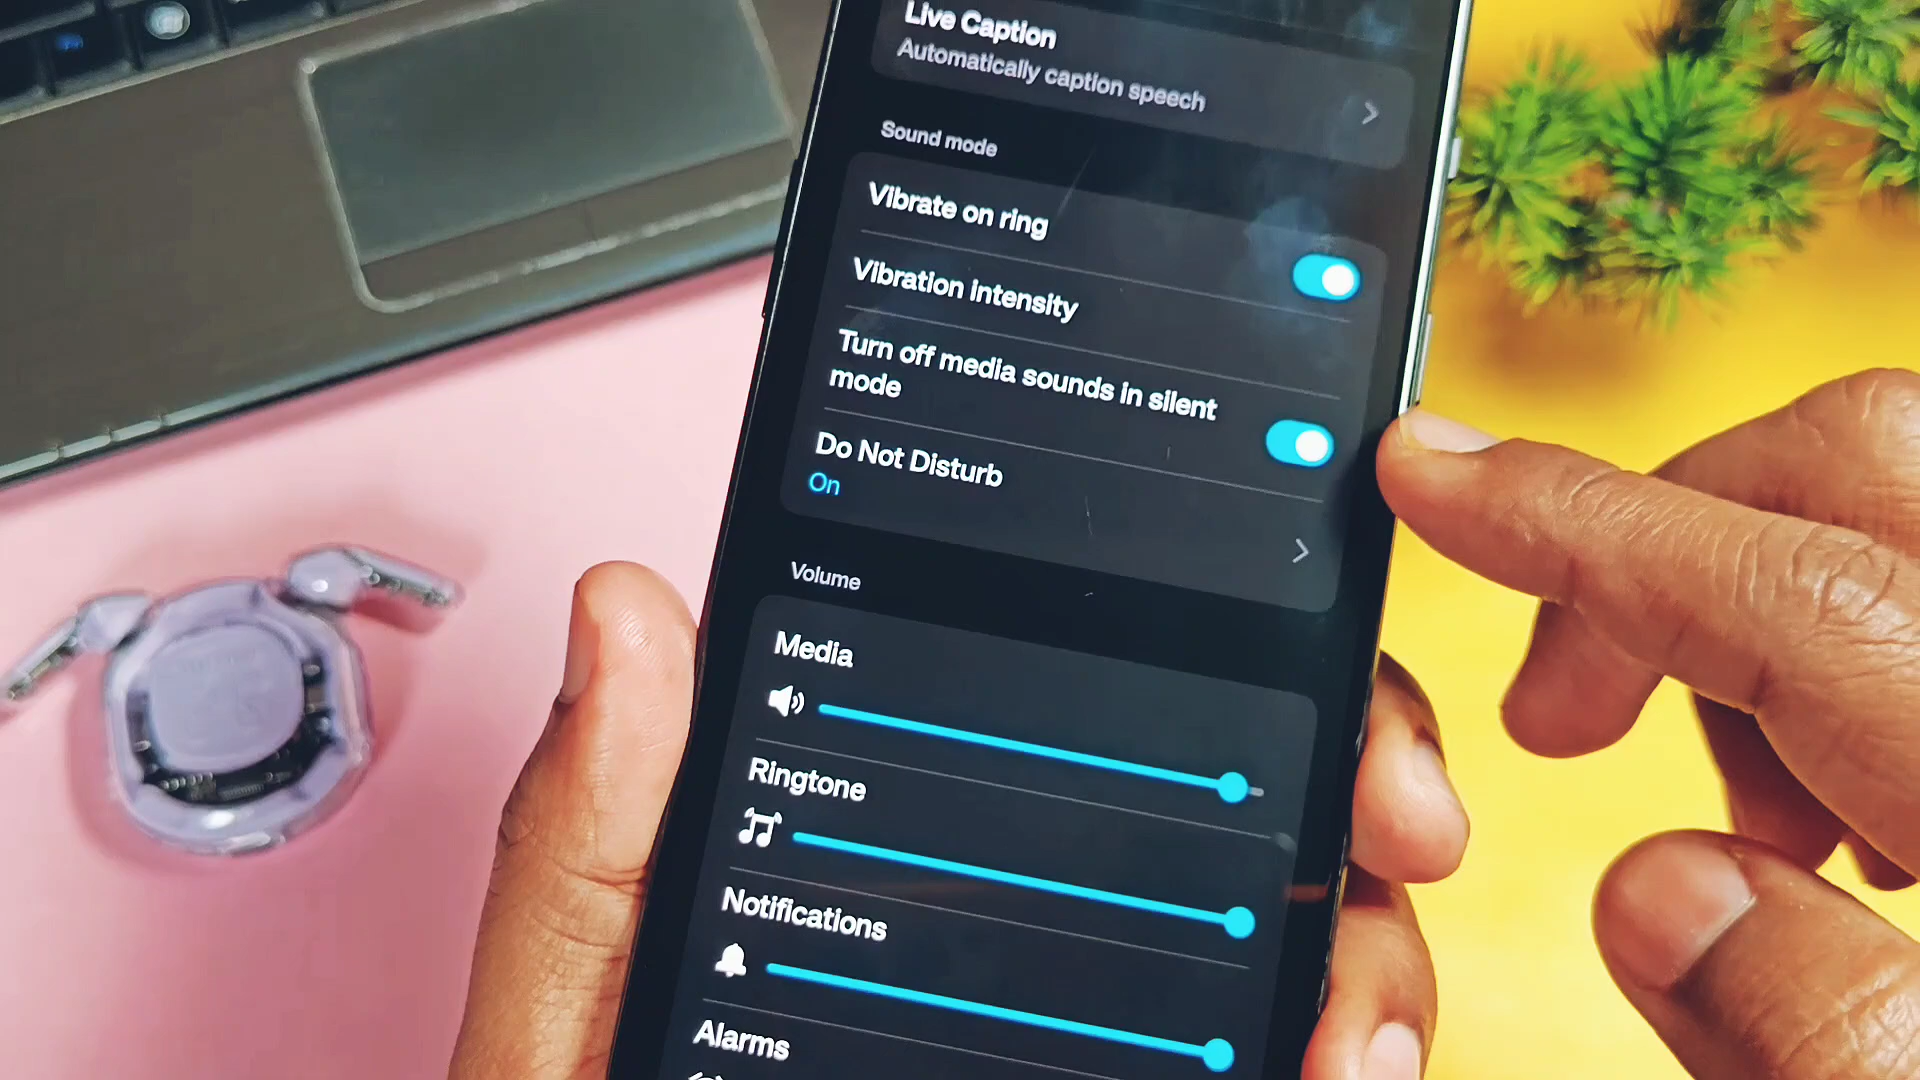 Live Caption
Automatically caption speech
Sound mode
Vibrate on ring
Vibration intensity
Turn off media sounds in silent
mode
Do Not Disturb
On
Volume
Media
Ringtone
Notifications
Alarms